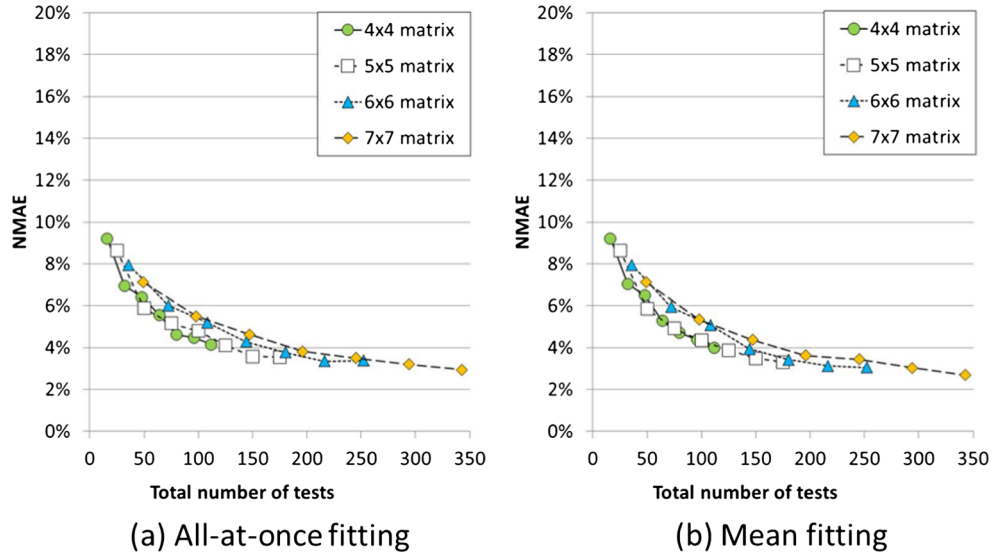 20%
18%
16%
14%
12%
10%
8%
6%
4%
2%
0%
NMAE
4x4 matrix
5x5 matrix
6x6 matrix
7x7 matrix
0 50 100 150 200 250 300 350
Total number of tests
(a) All-at-once fitting
20%
18%
16%
14%
12%
10%
8%
6%
4%
2%
0%
NMAE
4x4 matrix
5x5 matrix
6x6 matrix
7x7 matrix
0 50 100 150 200 250 300 350
Total number of tests
(b) Mean fitting